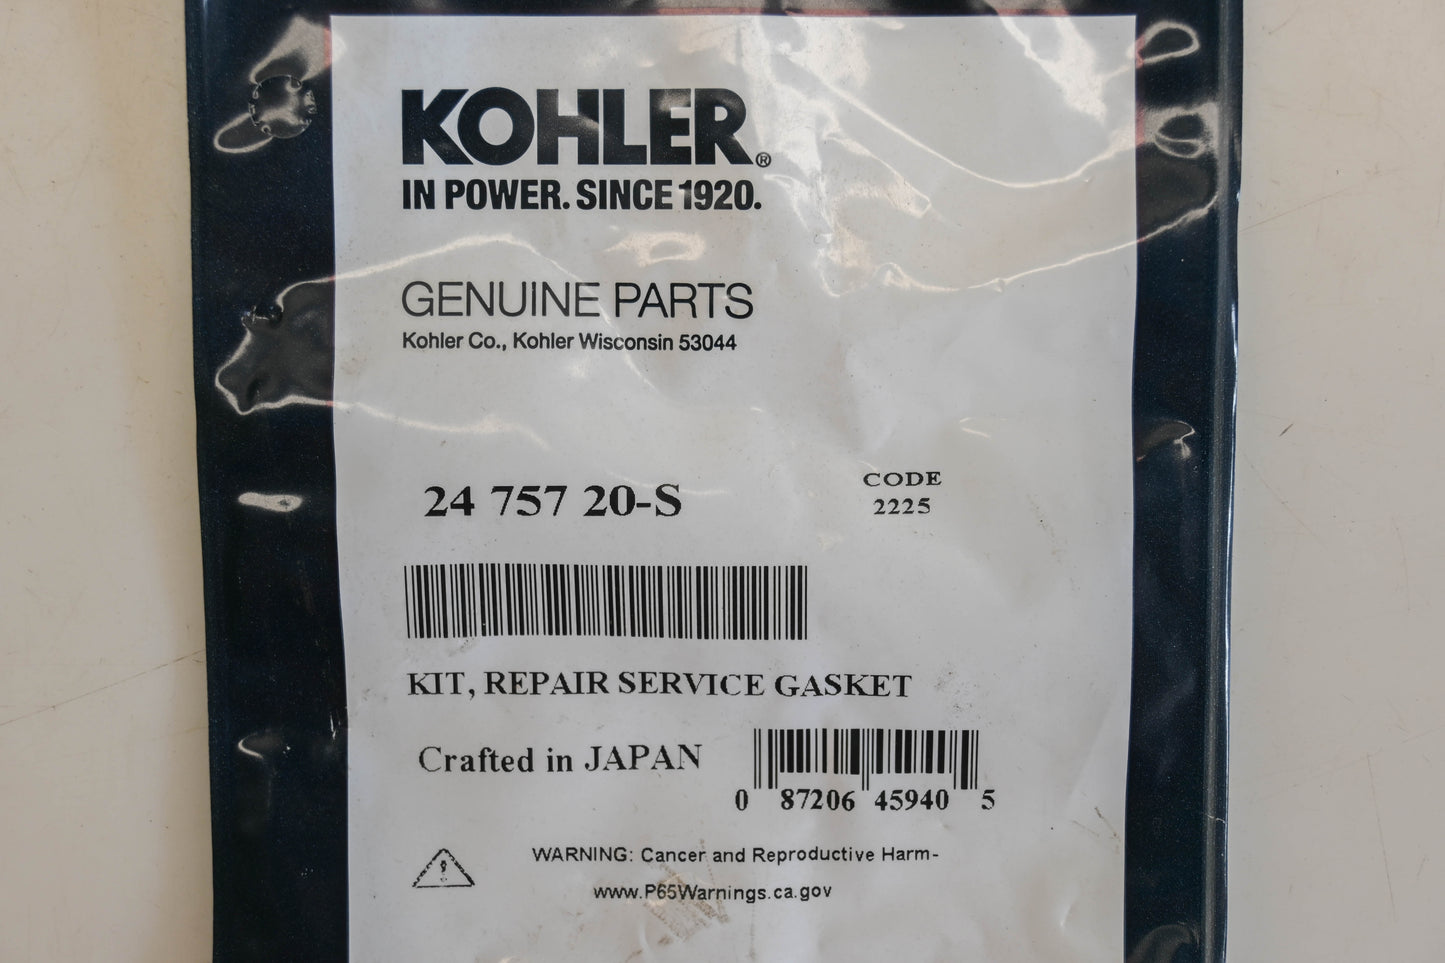 KOHLER®
IN POWER. SINCE 1920.
GENUINE PARTS
Kohler Co., Kohler Wisconsin 53044
24 757 20-S
CODE
2225
KIT, REPAIR SERVICE GASKET
Crafted in JAPAN
0 87206 45940 5
WARNING: Cancer and Reproductive Harm-
www.P65Warnings.ca.gov